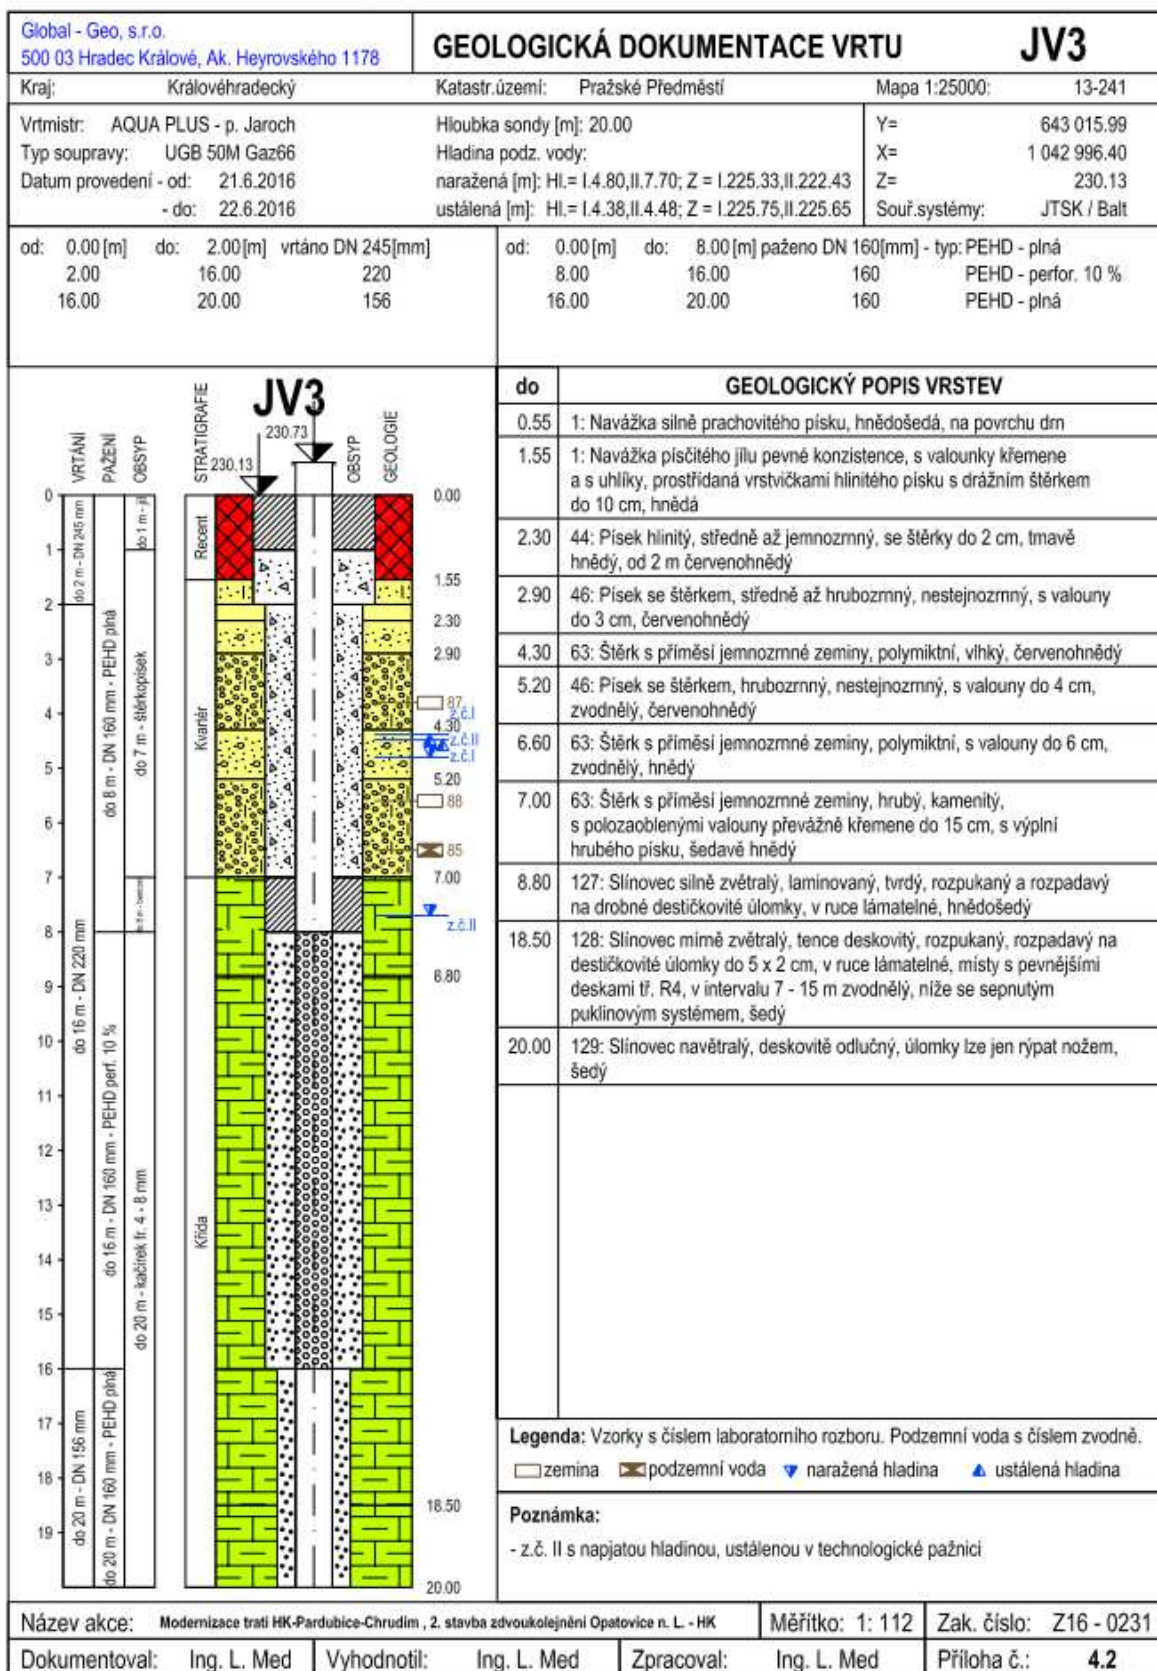 Global - Geo, s.r.o.
500 03 Hradec Králové, Ak. Heyrovského 1178
GEOLOGICKÁ DOKUMENTACE VRTU JV3
Kraj: Královéhradecký
Katastr.území: Pražské Předměstí
Mapa 1:25000: 13-241
Vrtmistr: AQUA PLUS - p. Jaroch
Typ soupravy: UGB 50M Gaz66
Datum provedení - od: 21.6.2016
- do: 22.6.2016
Hloubka sondy [m]: 20.00
Hladina podz. vody:
naražená [m]: Hl.= I.4.80,II.7.70; Z = I.225.33,II.222.43
ustálená [m]: Hl.= I.4.38,II.4.48; Z = I.225.75,II.225.65
Y= 643 015.99
X= 1 042 996.40
Z= 230.13
Souř.systémy: JTSK / Balt
od: 0.00[m] do: 2.00[m] vrtáno DN 245[mm]
2.00 16.00 220
16.00 20.00 156
od: 0.00[m] do: 8.00[m] paženo DN 160[mm] - typ: PEHD - plná
8.00 16.00 160 PEHD - perfor. 10 %
16.00 20.00 160 PEHD - plná
JV3
VRTÁNÍ
PAŽENÍ
OBSYP
STRATIGRAFIE
OBSYP
GEOLOGIE
230.73
230.13
0
1
2
3
4
5
6
7
8
9
10
11
12
13
14
15
16
17
18
19
do 2 m - DN 245 mm
do 16 m - DN 220 mm
do 20 m - DN 156 mm
do 8 m - DN 160 mm - PEHD plná
do 16 m - DN 160 mm - PEHD perf. 10 %
do 20 m - DN 160 mm - PEHD plná
do 1 m - jíl
do 7 m - štěrkopísek
do 20 m - kačírek fr. 4 - 8 mm
Recent
Kvartér
Křída
0.00
1.55
2.30
2.90
87
z.č.I
4.30
z.č.II
z.č.I
5.20
88
85
7.00
z.č.II
8.80
18.50
20.00
do GEOLOGICKÝ POPIS VRSTEV
0.55 1: Navážka silně prachovitého písku, hnědošedá, na povrchu drn
1.55 1: Navážka písčitého jílu pevné konzistence, s valounky křemene
a s uhlíky, prostřídaná vrstvičkami hlinitého písku s drážním štěrkem
do 10 cm, hnědá
2.30 44: Písek hlinitý, středně až jemnozrnný, se štěrky do 2 cm, tmavě
hnědý, od 2 m červenohnědý
2.90 46: Písek se štěrkem, středně až hrubozrnný, nestejnozrnný, s valouny
do 3 cm, červenohnědý
4.30 63: Štěrk s příměsí jemnozrnné zeminy, polymiktní, vlhký, červenohnědý
5.20 46: Písek se štěrkem, hrubozrnný, nestejnozrnný, s valouny do 4 cm,
zvodnělý, červenohnědý
6.60 63: Štěrk s příměsí jemnozrnné zeminy, polymiktní, s valouny do 6 cm,
zvodnělý, hnědý
7.00 63: Štěrk s příměsí jemnozrnné zeminy, hrubý, kamenitý,
s polozaoblenými valouny převážně křemene do 15 cm, s výplní
hrubého písku, šedavě hnědý
8.80 127: Slínovec silně zvětralý, laminovaný, tvrdý, rozpukaný a rozpadavý
na drobné destičkovité úlomky, v ruce lámatelné, hnědošedý
18.50 128: Slínovec mírně zvětralý, tence deskovitý, rozpukaný, rozpadavý na
destičkovité úlomky do 5 x 2 cm, v ruce lámatelné, místy s pevnějšími
deskami tř. R4, v intervalu 7 - 15 m zvodnělý, níže se sepnutým
puklinovým systémem, šedý
20.00 129: Slínovec navětralý, deskovitě odlučný, úlomky lze jen rýpat nožem,
šedý
Legenda: Vzorky s číslem laboratorního rozboru. Podzemní voda s číslem zvodně.
zemina podzemní voda naražená hladina ustálená hladina
Poznámka:
- z.č. II s napjatou hladinou, ustálenou v technologické pažnici
Název akce: Modernizace trati HK-Pardubice-Chrudim , 2. stavba zdvoukolejnění Opatovice n. L. - HK
Měřítko: 1: 112
Zak. číslo: Z16 - 0231
Dokumentoval: Ing. L. Med
Vyhodnotil: Ing. L. Med
Zpracoval: Ing. L. Med
Příloha č.: 4.2